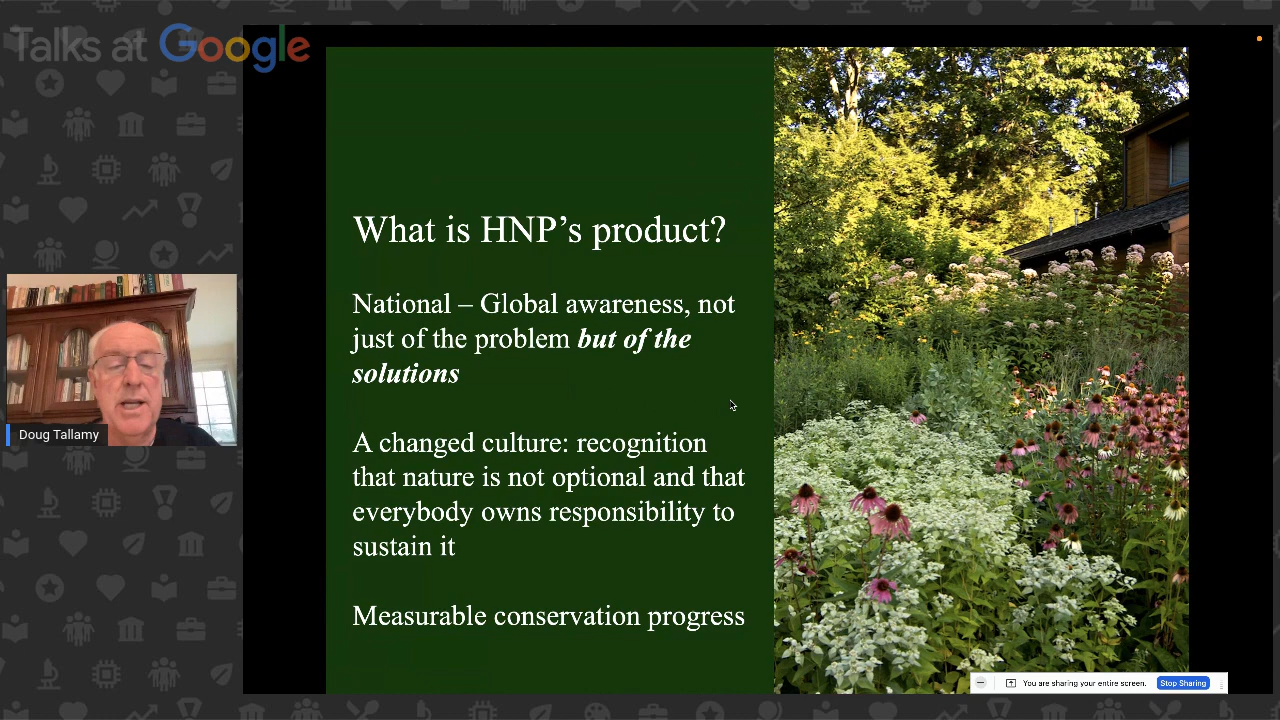 Talks at Google
What is HNP’s product?
National – Global awareness, not
just of the problem but of the
solutions
A changed culture: recognition
that nature is not optional and that
everybody owns responsibility to
sustain it
Measurable conservation progress
Doug Tallamy
You are sharing your entire screen.
Stop Sharing